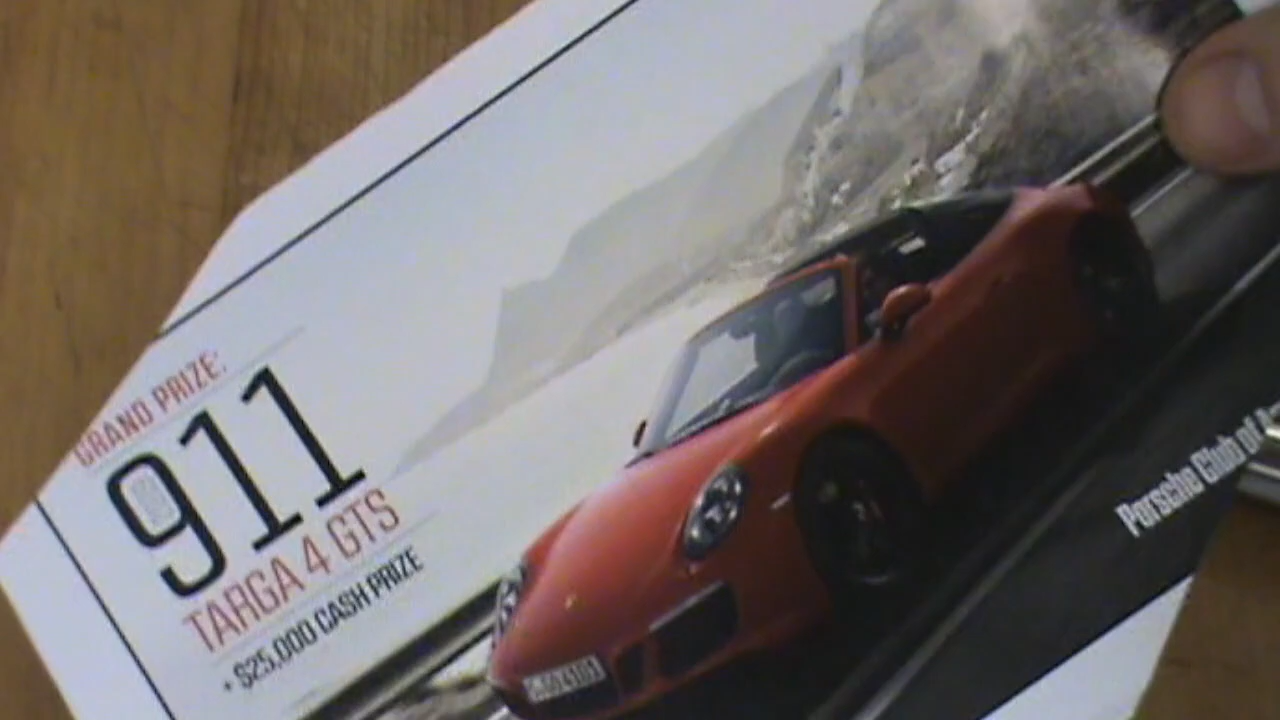 GRAND PRIZE:
911
TARGA 4 GTS
+ $25,000 CASH PRIZE
Porsche Club of